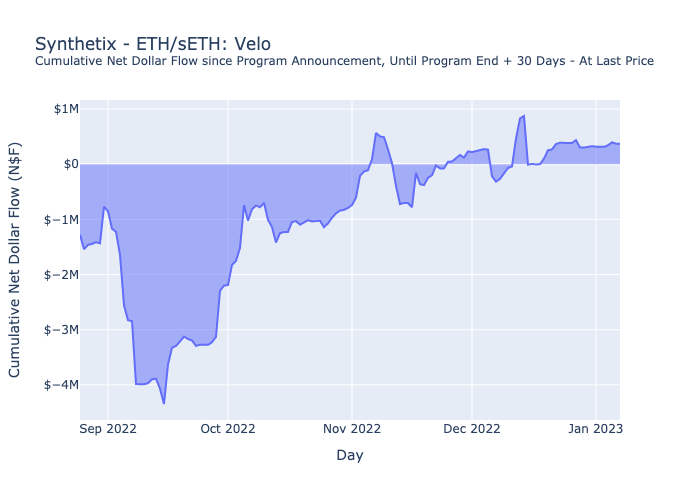 Synthetix - ETH/sETH: Velo
Cumulative Net Dollar Flow since Program Announcement, Until Program End + 30 Days - At Last Price
Cumulative Net Dollar Flow (N$F)
$1M
$0
$−1M
$−2M
$−3M
$−4M
Sep 2022
Oct 2022
Nov 2022
Dec 2022
Jan 2023
Day